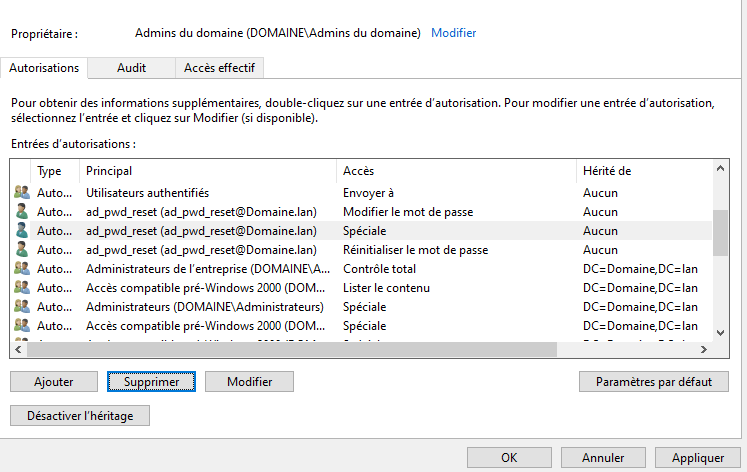 Propriétaire : Admins du domaine (DOMAINE\Admins du domaine) Modifier
Autorisations Audit Accès effectif
Pour obtenir des informations supplémentaires, double-cliquez sur une entrée d'autorisation. Pour modifier une entrée d'autorisation,
sélectionnez l'entrée et cliquez sur Modifier (si disponible).
Entrées d'autorisations :
Type Principal Accès Hérité de
Auto... Utilisateurs authentifiés Envoyer à Aucun
Auto... ad_pwd_reset (ad_pwd_reset@Domaine.lan) Modifier le mot de passe Aucun
Auto... ad_pwd_reset (ad_pwd_reset@Domaine.lan) Spéciale Aucun
Auto... ad_pwd_reset (ad_pwd_reset@Domaine.lan) Réinitialiser le mot de passe Aucun
Auto... Administrateurs de l'entreprise (DOMAINE\A... Contrôle total DC=Domaine,DC=lan
Auto... Accès compatible pré-Windows 2000 (DOM... Lister le contenu DC=Domaine,DC=lan
Auto... Administrateurs (DOMAINE\Administrateurs) Spéciale DC=Domaine,DC=lan
Auto... Accès compatible pré-Windows 2000 (DOM... Spéciale DC=Domaine,DC=lan
Ajouter Supprimer Modifier Paramètres par défaut
Désactiver l'héritage
OK Annuler Appliquer